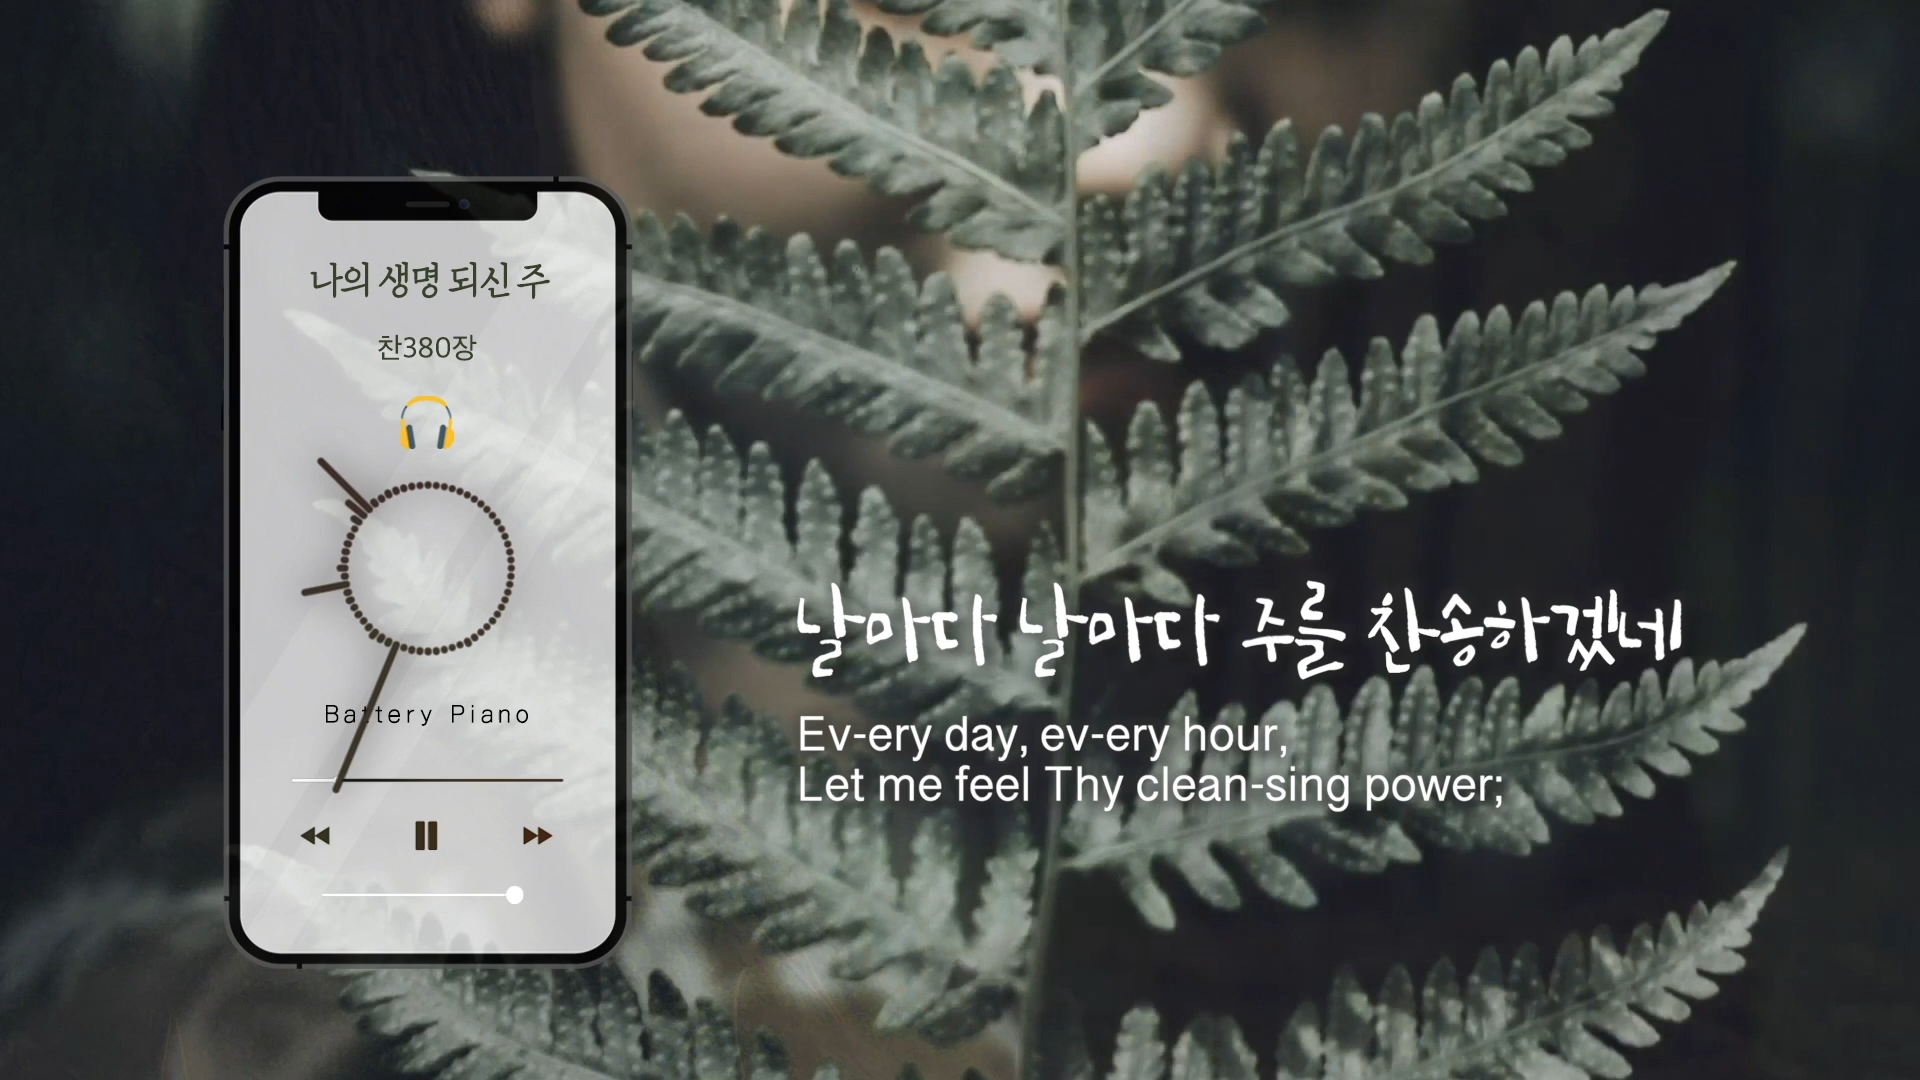 나의 생명 되신 주
찬380장
Battery Piano
날마다 날마다 주를 찬송하겠네
Ev-ery day, ev-ery hour,
Let me feel Thy clean-sing power;